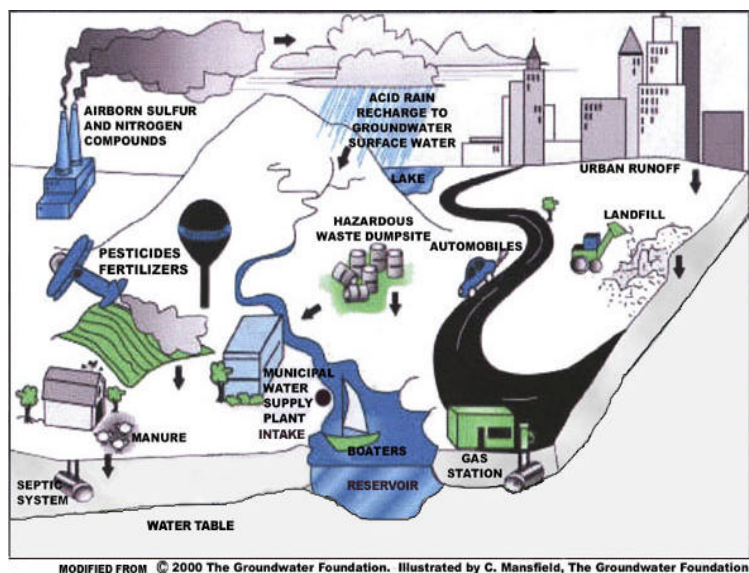 AIRBORN SULFUR
AND NITROGEN
COMPOUNDS
ACID RAIN
RECHARGE TO
GROUNDWATER
SURFACE WATER
LAKE
URBAN RUNOFF
LANDFILL
HAZARDOUS
WASTE DUMPSITE
AUTOMOBILES
PESTICIDES
FERTILIZERS
MUNICIPAL
WATER
SUPPLY
PLANT
INTAKE
MANURE
BOATERS
GAS
STATION
SEPTIC
SYSTEM
RESERVOIR
WATER TABLE
MODIFIED FROM © 2000 The Groundwater Foundation. Illustrated by C. Mansfield, The Groundwater Foundation